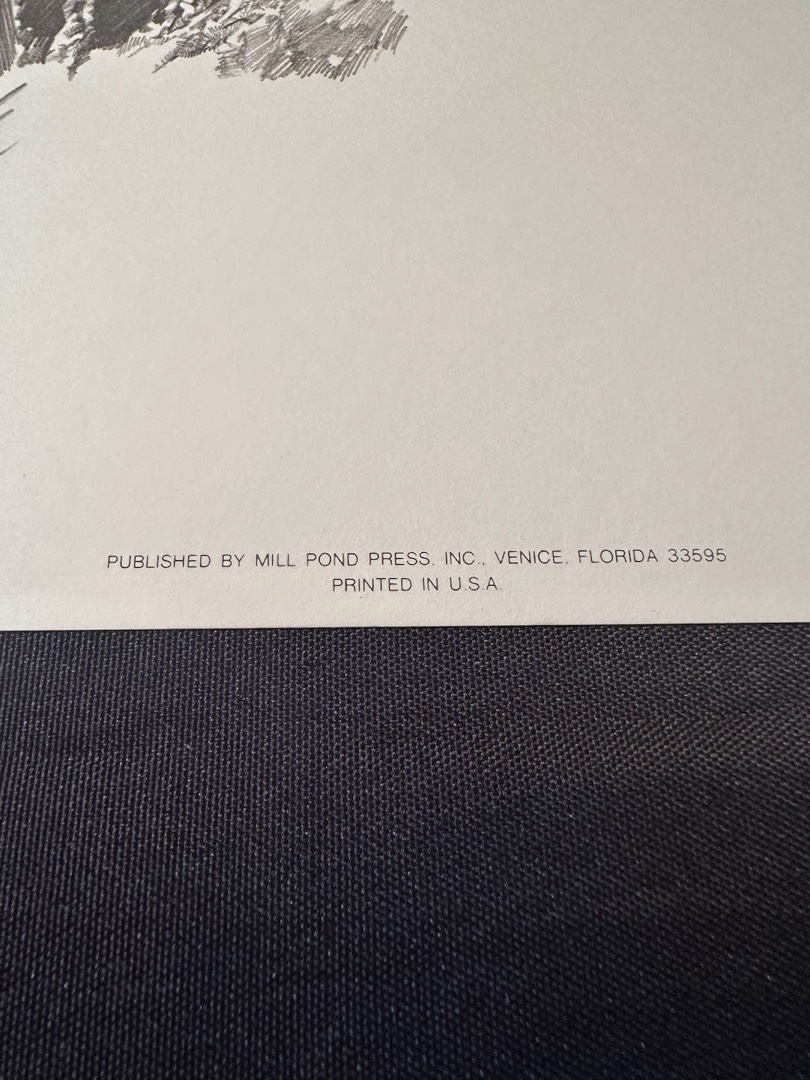 PUBLISHED BY MILL POND PRESS, INC., VENICE, FLORIDA 33595
PRINTED IN U.S.A.